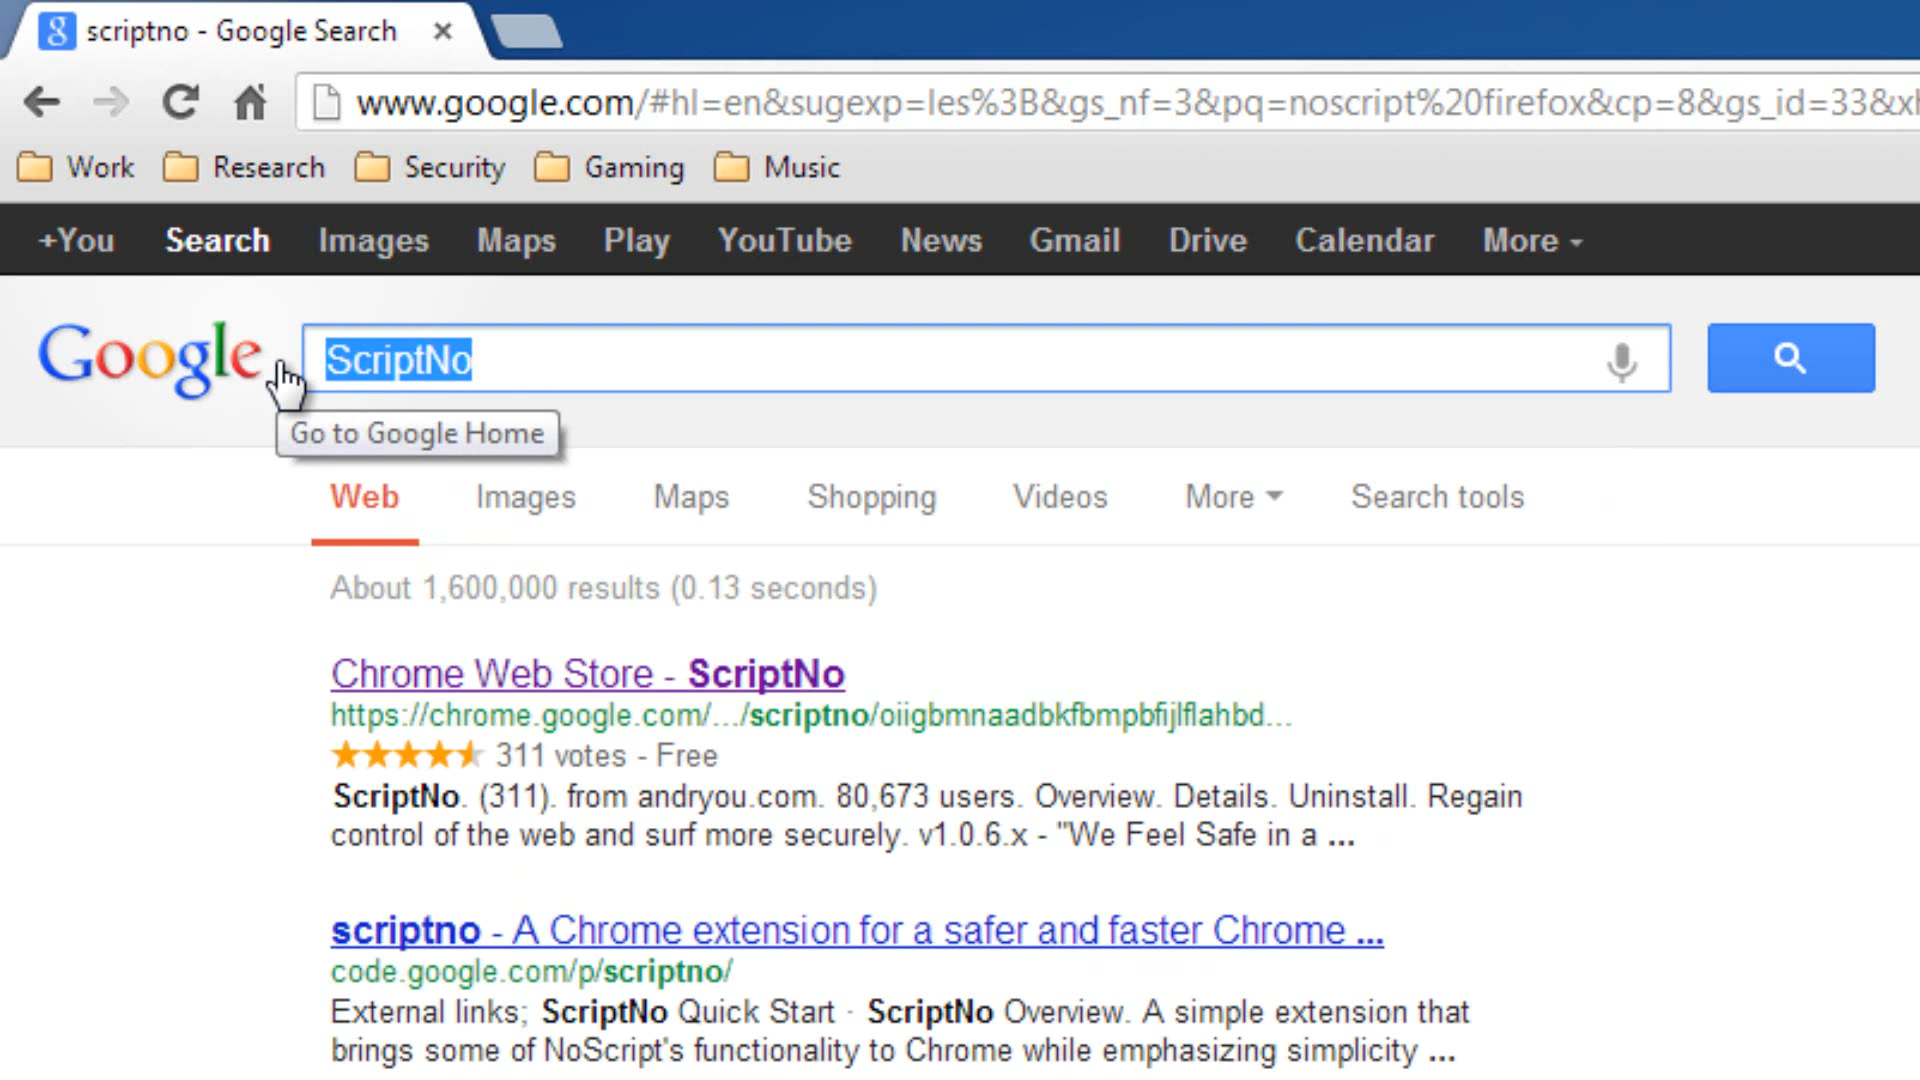 scriptno - Google Search
www.google.com/#hl=en&sugexp=les%3B&gs_nf=3&pq=noscript%20firefox&cp=8&gs_id=33&xh
Work Research Security Gaming Music
+You Search Images Maps Play YouTube News Gmail Drive Calendar More
Google ScriptNo
Go to Google Home
Web Images Maps Shopping Videos More Search tools
About 1,600,000 results (0.13 seconds)
Chrome Web Store - ScriptNo
https://chrome.google.com/.../scriptno/oiigbmnaadbkfbmpbfijlflahbd...
311 votes - Free
ScriptNo. (311). from andryou.com. 80,673 users. Overview. Details. Uninstall. Regain
control of the web and surf more securely. v1.0.6.x - "We Feel Safe in a ...
scriptno - A Chrome extension for a safer and faster Chrome ...
code.google.com/p/scriptno/
External links; ScriptNo Quick Start · ScriptNo Overview. A simple extension that
brings some of NoScript's functionality to Chrome while emphasizing simplicity ...